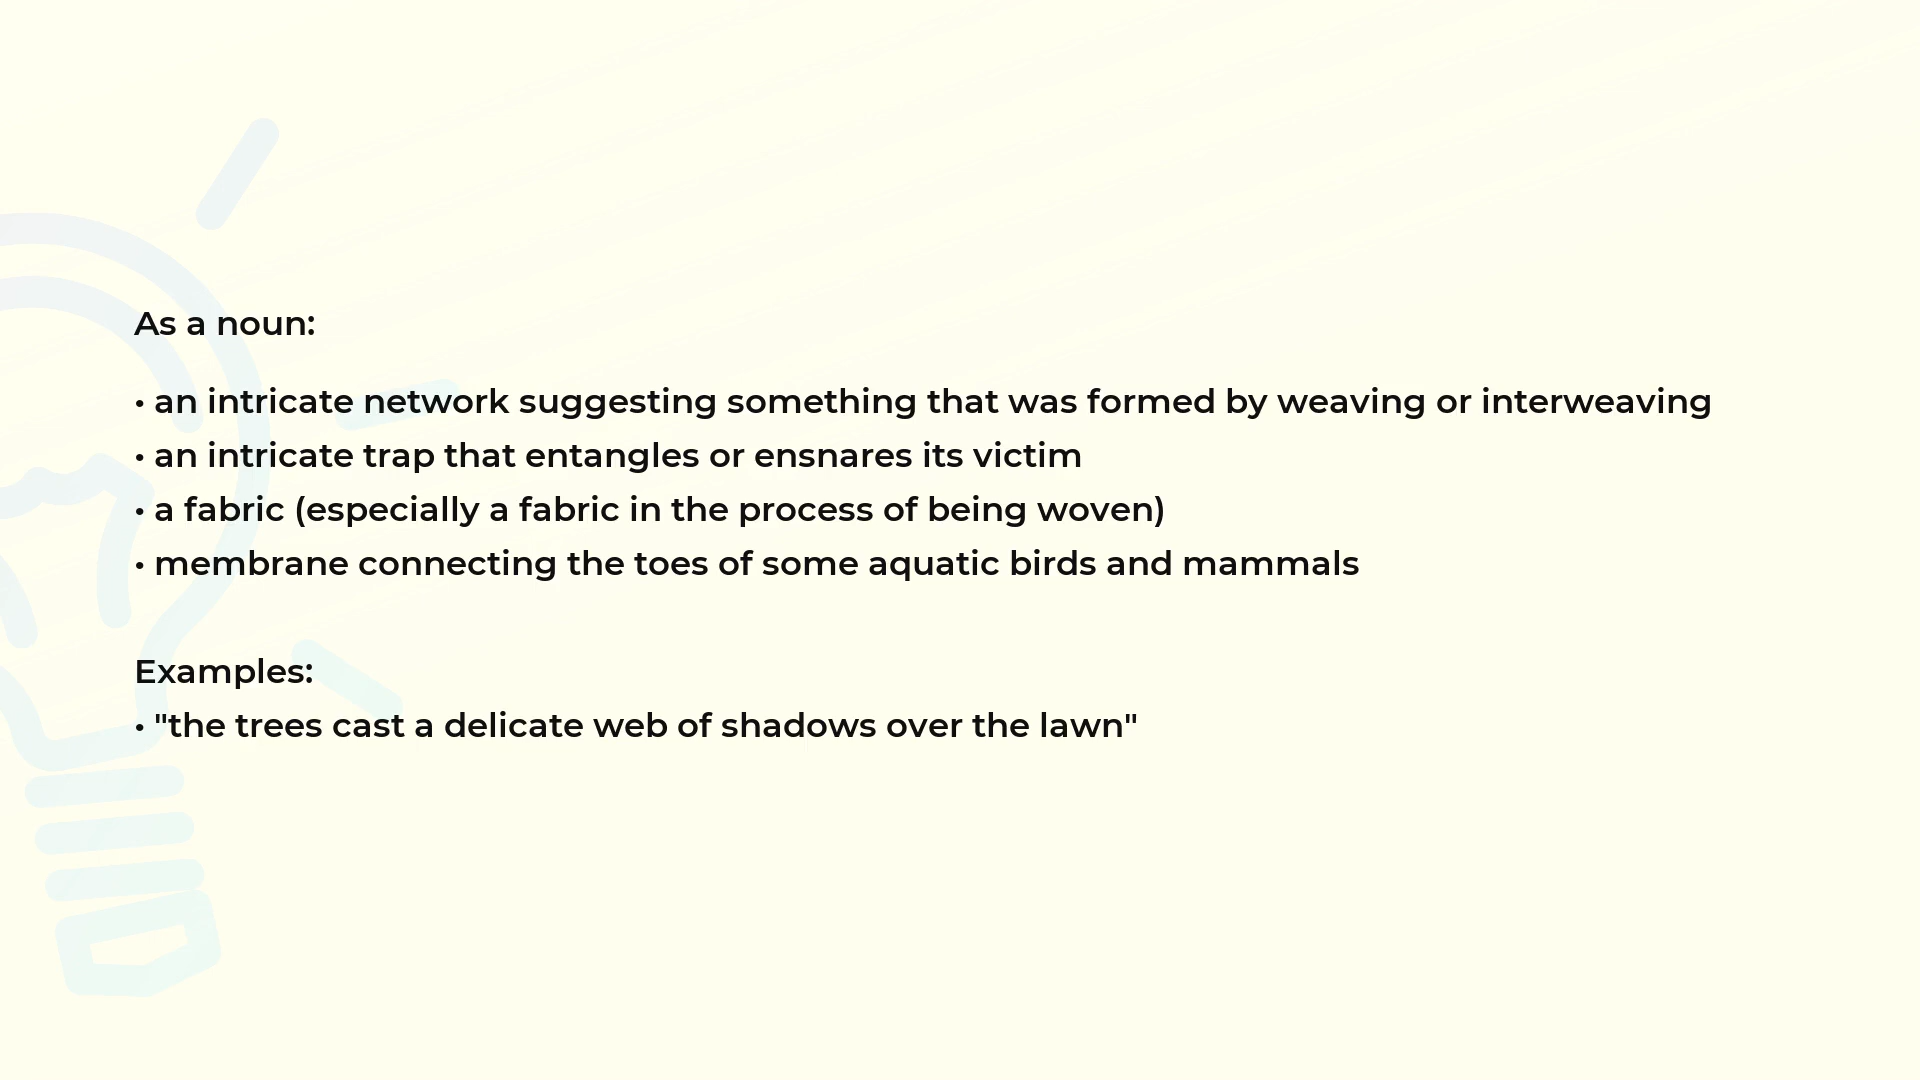 As a noun:
• an intricate network suggesting something that was formed by weaving or interweaving
• an intricate trap that entangles or ensnares its victim
• a fabric (especially a fabric in the process of being woven)
• membrane connecting the toes of some aquatic birds and mammals
Examples:
• "the trees cast a delicate web of shadows over the lawn"